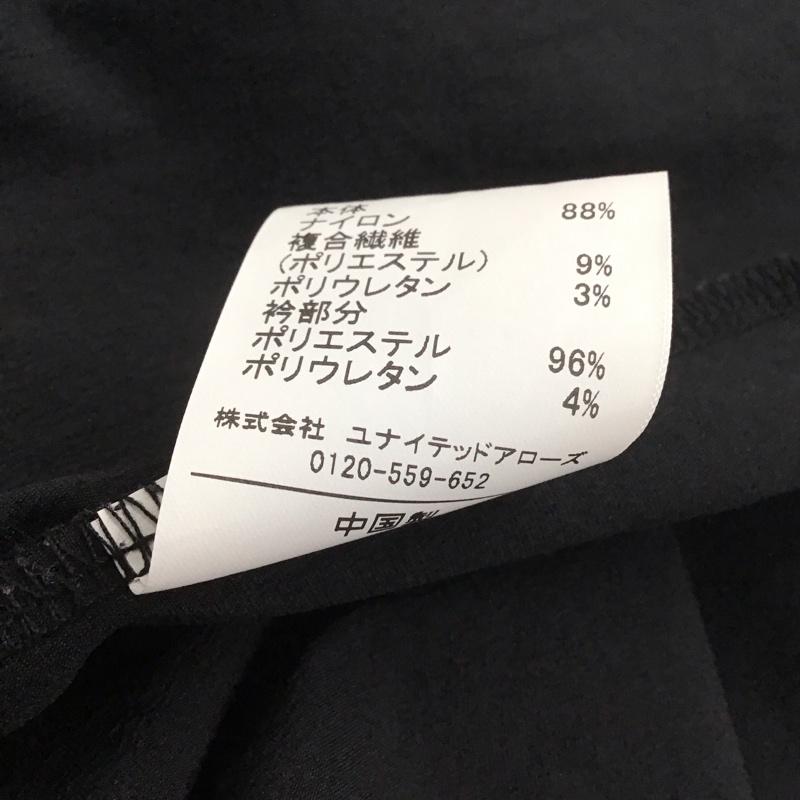 本体
ナイロン 88%
複合繊維
(ポリエステル) 9%
ポリウレタン 3%
衿部分
ポリエステル 96%
ポリウレタン 4%
株式会社 ユナイテッドアローズ
0120-559-652
中国製